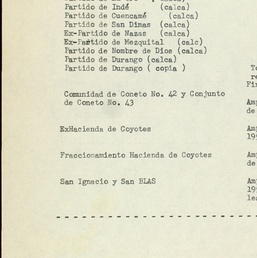 Partido de Indé (calca)
Partido de Cuencamé (calca)
Partido de San Dimas (calca)
Ex-Partido de Nazas (calca)
Ex-Partido de Mezquital (calc)
Partido de Nombre de Dios (calca)
Partido de Durango (calca)
Partido de Durango ( copia )
Comunidad de Coneto No. 42 y Conjunto
de Coneto No. 43
ExHacienda de Coyotes
Fraccionamiento Hacienda de Coyotes
San Ignacio y San BLAS